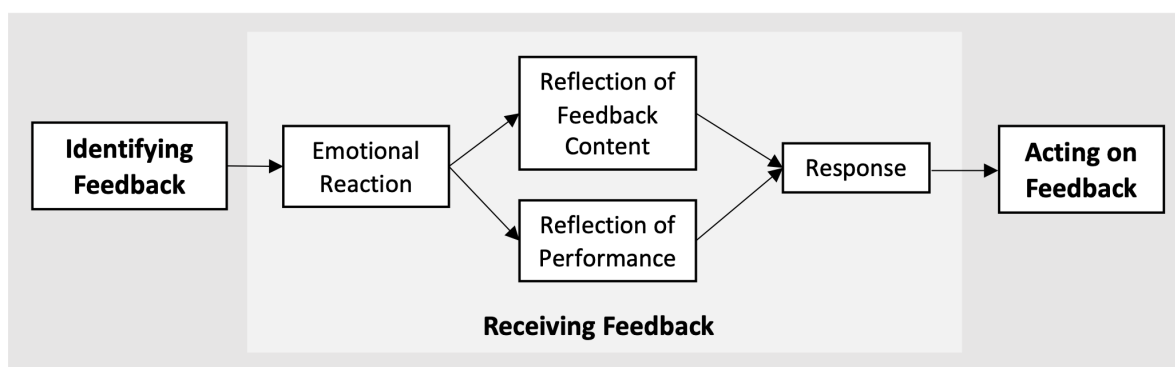 Identifying
Feedback
Emotional
Reaction
Reflection of
Feedback
Content
Reflection of
Performance
Response
Acting on
Feedback
Receiving Feedback